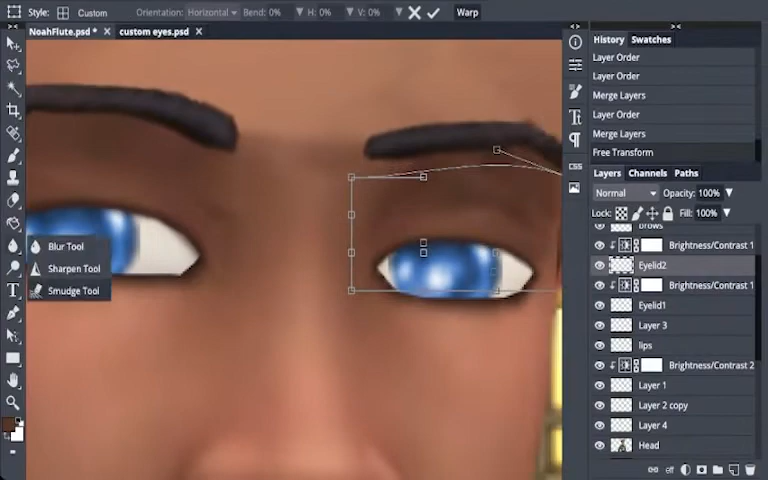 Style: Custom Orientation: Horizontal Bend: 0% H: 0% V: 0% Warp
NoahFlute.psd * custom eyes.psd
History Swatches
Layer Order
Layer Order
Merge Layers
Layer Order
Merge Layers
Free Transform
Layers Channels Paths
Normal Opacity: 100%
Lock: Fill: 100%
brows
Brightness/Contrast 1
Eyelid2
Brightness/Contrast 1
Eyelid1
Layer 3
lips
Brightness/Contrast 2
Layer 1
Layer 2 copy
Layer 4
Head
Blur Tool
Sharpen Tool
Smudge Tool
CSS
eff